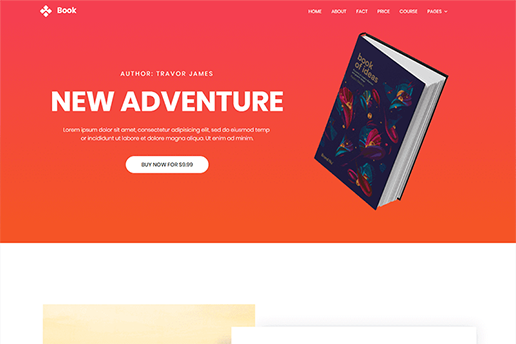 Book
HOME ABOUT FACT PRICE COURSE PAGES
AUTHOR: TRAVOR JAMES
NEW ADVENTURE
Lorem ipsum dolor sit amet, consectetur adipisicing elit, sed do eiusmod temp
or incididunt ut labore et dolore magna aliqua. Ut enim ad minim.
BUY NOW FOR $9.99
book
of ideas